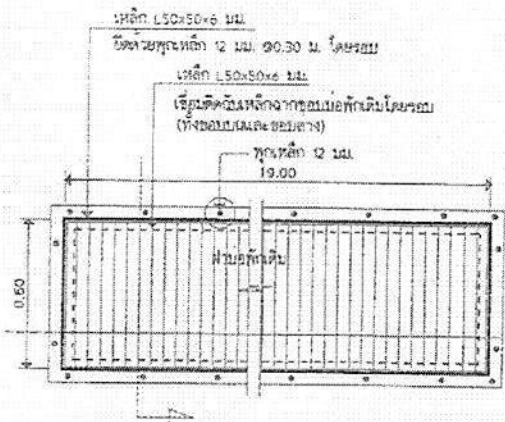 เหล็ก L50x50x6 มม.
ยึดด้วยพุกเหล็ก 12 มม. @0.30 ม. โดยรอบ
เหล็ก L50x50x6 มม.
เชื่อมติดกับเหล็กฉากขอบบ่อพักเดิมโดยรอบ
(ทั้งขอบบนและขอบล่าง)
พุกเหล็ก 12 มม.
19.00
ฝาบ่อพักเดิม
0.60